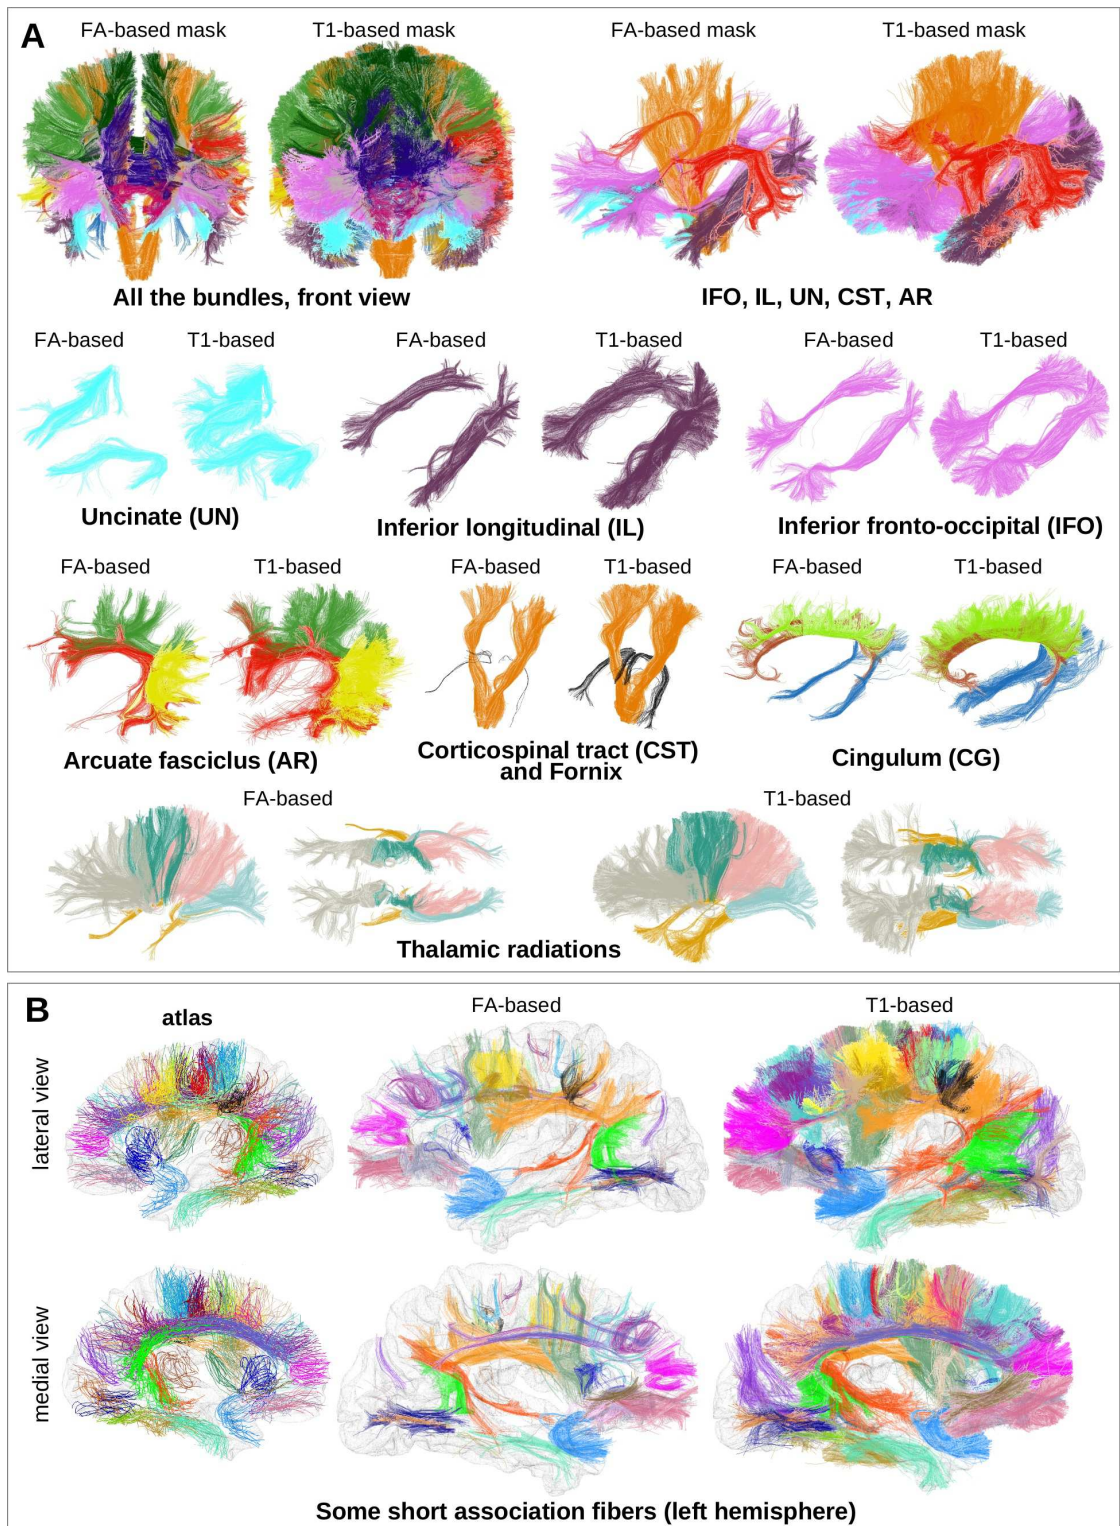 A
FA-based mask
T1-based mask
FA-based mask
T1-based mask
All the bundles, front view
IFO, IL, UN, CST, AR
FA-based
T1-based
FA-based
T1-based
FA-based
T1-based
Uncinate (UN)
Inferior longitudinal (IL)
Inferior fronto-occipital (IFO)
FA-based
T1-based
FA-based
T1-based
FA-based
T1-based
Arcuate fasciclus (AR)
Corticospinal tract (CST)
and Fornix
Cingulum (CG)
FA-based
T1-based
Thalamic radiations
B
atlas
FA-based
T1-based
lateral view
medial view
Some short association fibers (left hemisphere)